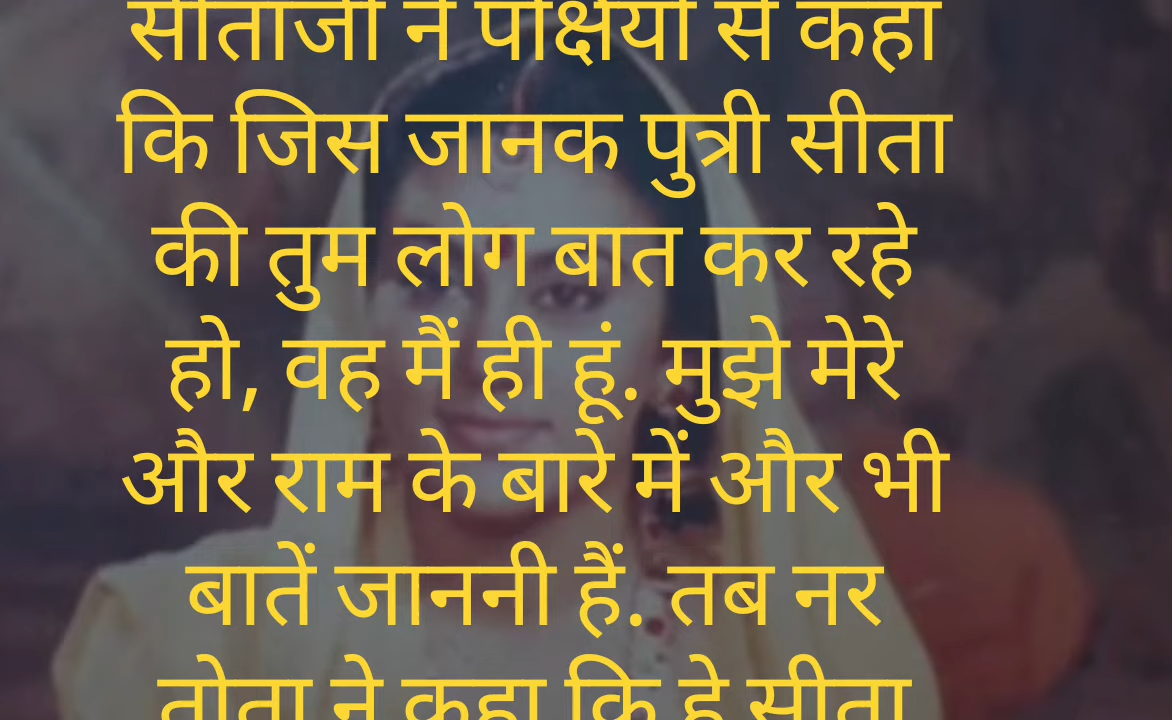 सीताजी ने पक्षियों से कहा
कि जिस जानक पुत्री सीता
की तुम लोग बात कर रहे
हो, वह मैं ही हूं. मुझे मेरे
और राम के बारे में और भी
बातें जाननी हैं. तब नर
तोता ने कहा कि हे सीता